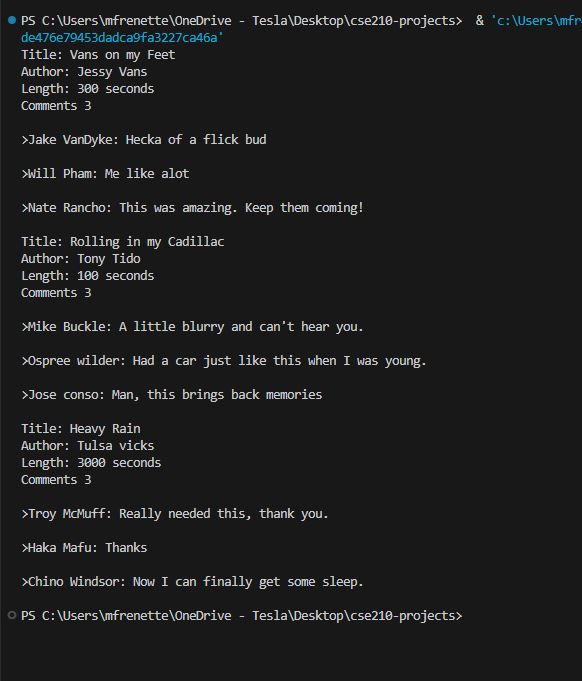 PS C:\Users\mfrenette\OneDrive - Tesla\Desktop\cse210-projects> & 'c:\Users\mfr
de476e79453dadca9fa3227ca46a'
Title: Vans on my Feet
Author: Jessy Vans
Length: 300 seconds
Comments 3
>Jake VanDyke: Hecka of a flick bud
>Will Pham: Me like alot
>Nate Rancho: This was amazing. Keep them coming!
Title: Rolling in my Cadillac
Author: Tony Tido
Length: 100 seconds
Comments 3
>Mike Buckle: A little blurry and can't hear you.
>Ospree wilder: Had a car just like this when I was young.
>Jose conso: Man, this brings back memories
Title: Heavy Rain
Author: Tulsa vicks
Length: 3000 seconds
Comments 3
>Troy McMuff: Really needed this, thank you.
>Haka Mafu: Thanks
>Chino Windsor: Now I can finally get some sleep.
PS C:\Users\mfrenette\OneDrive - Tesla\Desktop\cse210-projects>